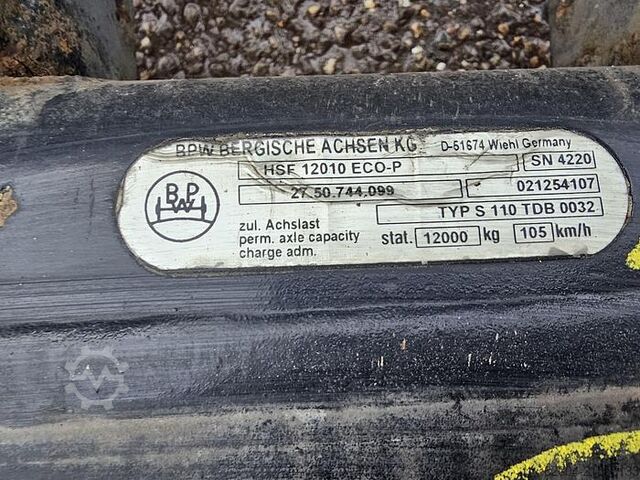 BPW BERGISCHE ACHSEN KG D-51674 Wiehl Germany
HSF 12010 ECO-P SN 4220
27.50.744.099 021254107
BPW
TYP S 110 TDB 0032
zul. Achslast
perm. axle capacity stat. 12000 kg 105 km/h
charge adm.